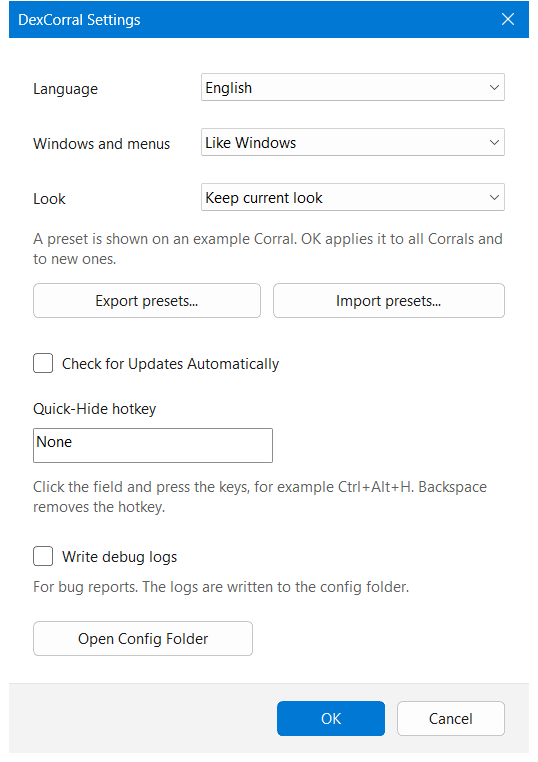 DexCorral Settings
Language
English
Windows and menus
Like Windows
Look
Keep current look
A preset is shown on an example Corral. OK applies it to all Corrals and
to new ones.
Export presets...
Import presets...
Check for Updates Automatically
Quick-Hide hotkey
None
Click the field and press the keys, for example Ctrl+Alt+H. Backspace
removes the hotkey.
Write debug logs
For bug reports. The logs are written to the config folder.
Open Config Folder
OK
Cancel